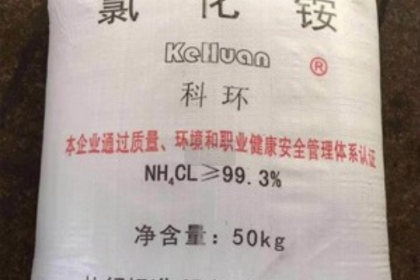 氯化铵
KeHuan
®
科环
本企业通过质量、环境和职业健康安全管理体系认证
NH₄CL≥99.3%
净含量：50kg